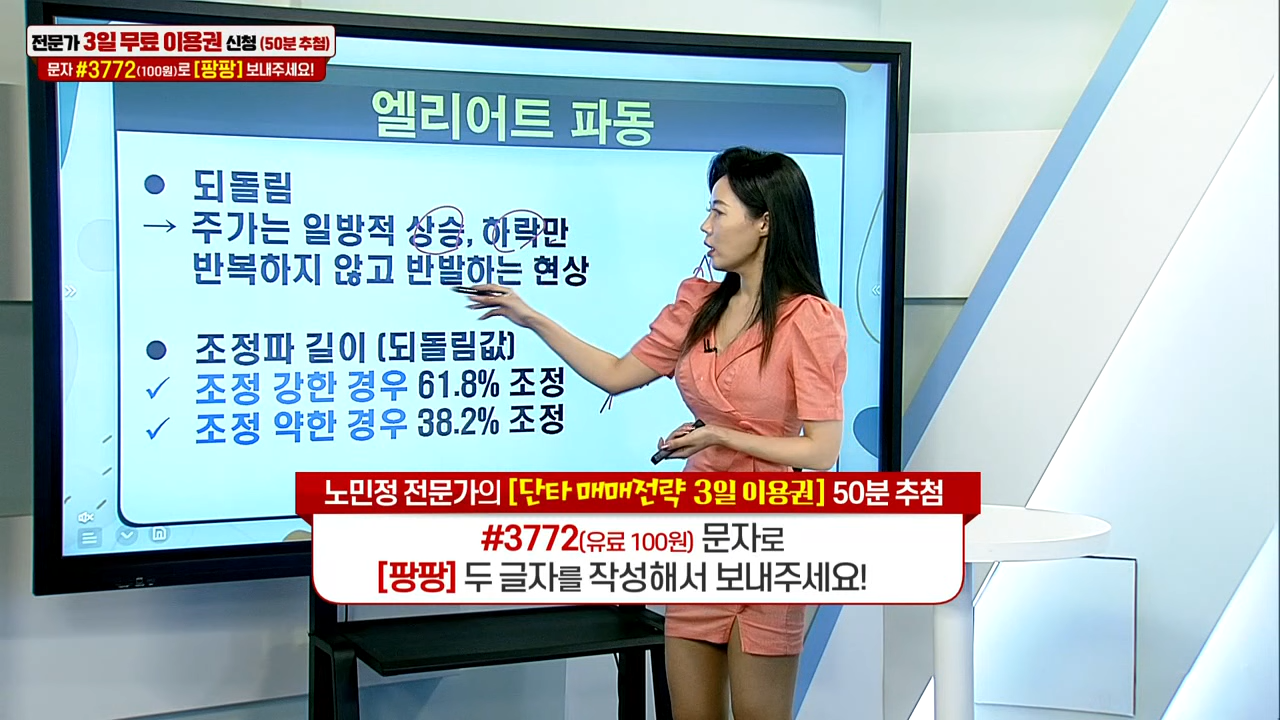 전문가 3일 무료 이용권 신청 (50분 추첨)
문자 #3772(100원)로 [팡팡] 보내주세요!
엘리어트 파동
● 되돌림
→ 주가는 일방적 상승, 하락만
반복하지 않고 반발하는 현상
● 조정파 길이 (되돌림값)
✓ 조정 강한 경우 61.8% 조정
✓ 조정 약한 경우 38.2% 조정
노민정 전문가의 [단타 매매전략 3일 이용권] 50분 추첨
#3772(유료 100원) 문자로
[팡팡] 두 글자를 작성해서 보내주세요!